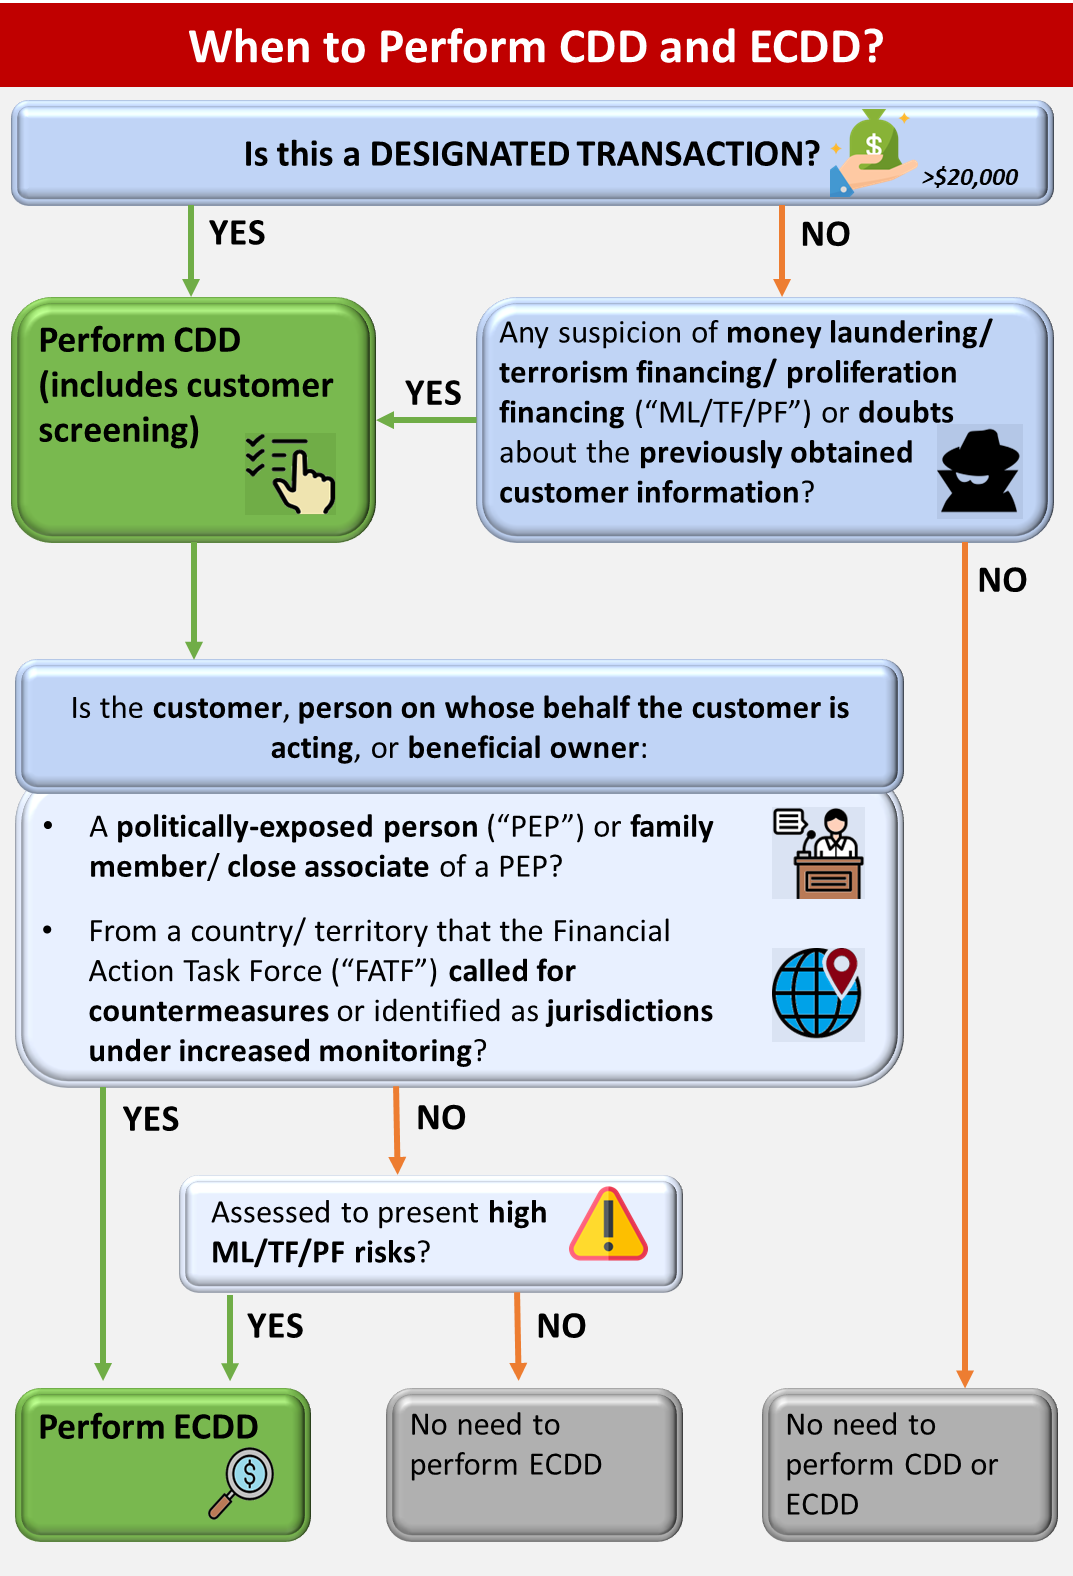 When to Perform CDD and ECDD?
Is this a DESIGNATED TRANSACTION?
$
>$20,000
YES
NO
Perform CDD
(includes customer
screening)
YES
Any suspicion of money laundering/
terrorism financing/ proliferation
financing (“ML/TF/PF”) or doubts
about the previously obtained
customer information?
NO
Is the customer, person on whose behalf the customer is
acting, or beneficial owner:
• A politically-exposed person (“PEP”) or family
member/ close associate of a PEP?
• From a country/ territory that the Financial
Action Task Force (“FATF”) called for
countermeasures or identified as jurisdictions
under increased monitoring?
YES
NO
Assessed to present high
ML/TF/PF risks?
YES
NO
Perform ECDD
$
No need to
perform ECDD
No need to
perform CDD or
ECDD